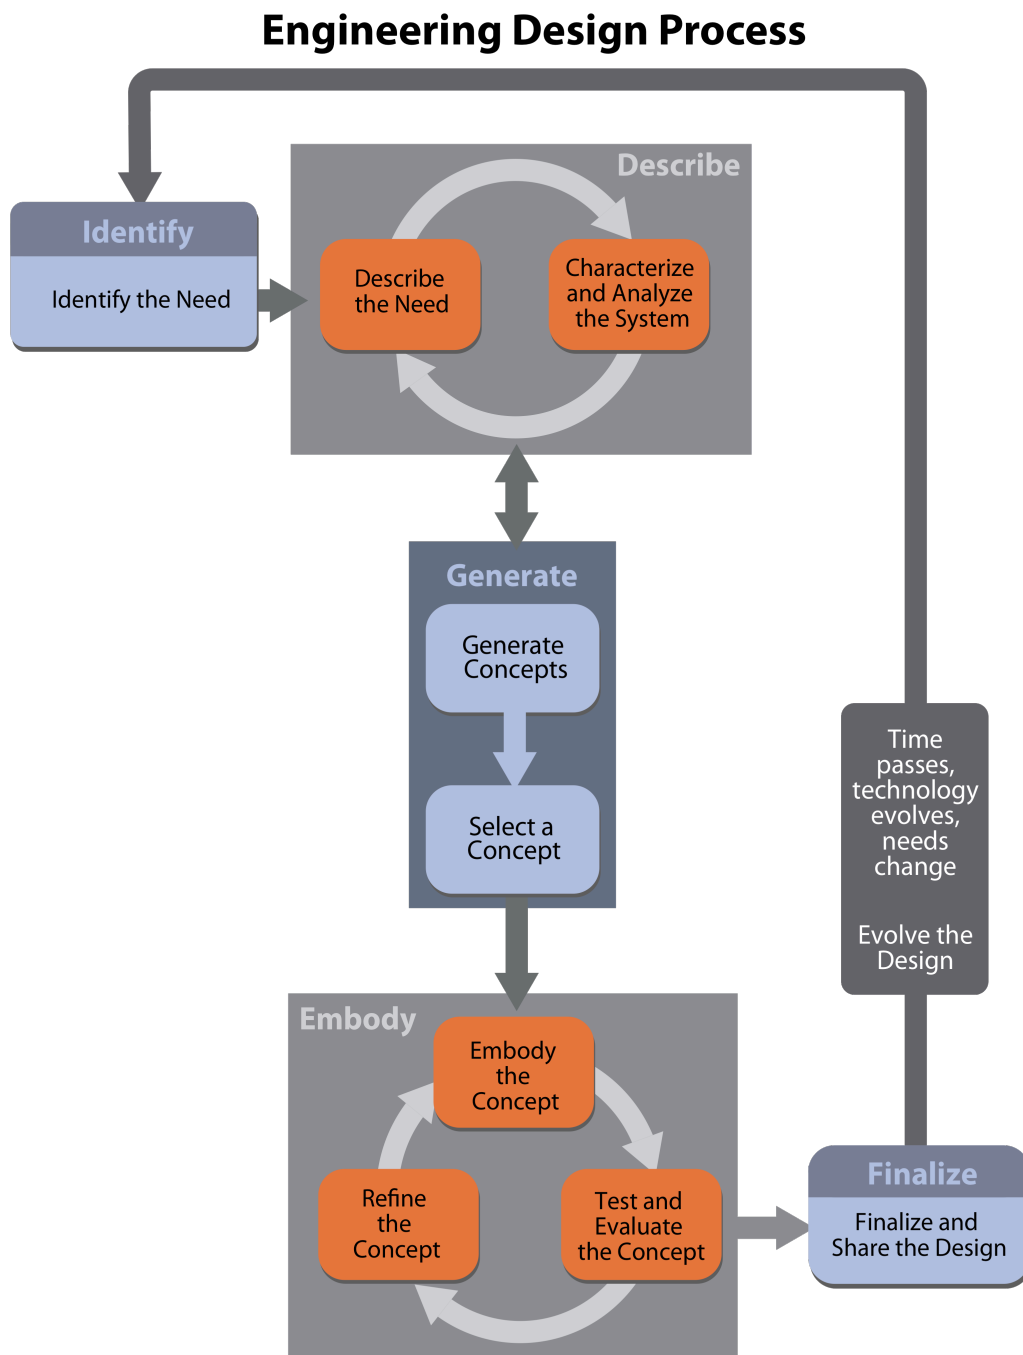 Engineering Design Process
Describe
Identify
Identify the Need
Describe
the Need
Characterize
and Analyze
the System
Generate
Generate
Concepts
Select a
Concept
Time
passes,
technology
evolves,
needs
change
Evolve the
Design
Embody
Embody
the
Concept
Refine
the
Concept
Test and
Evaluate
the Concept
Finalize
Finalize and
Share the Design